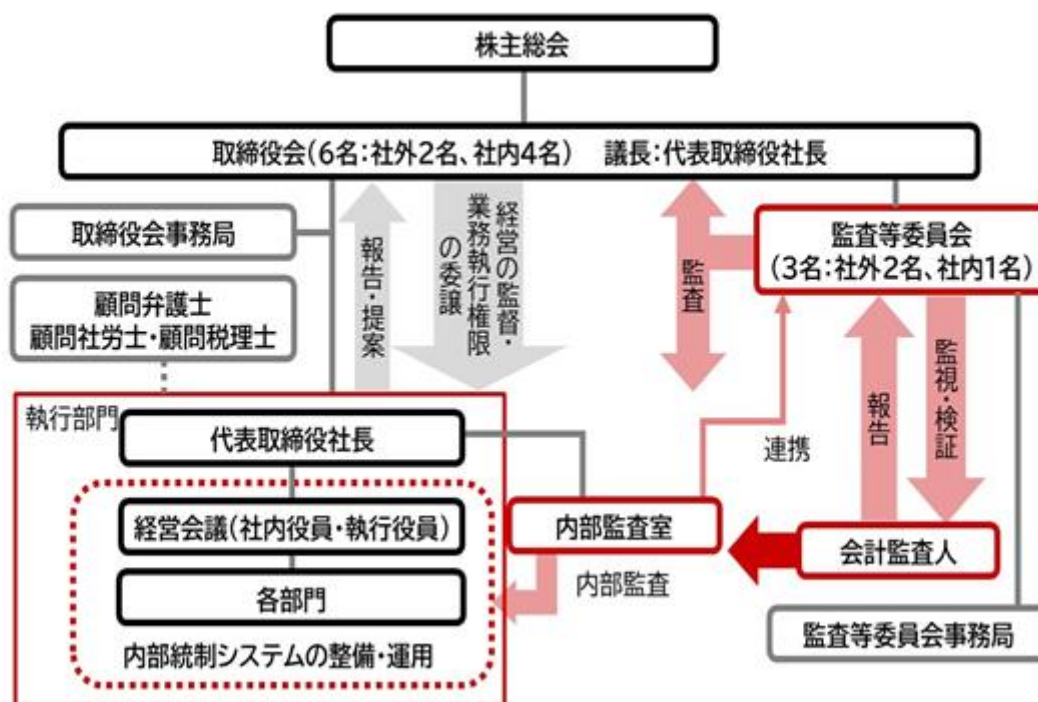 株主総会
取締役会(6名:社外2名、社内4名)　議長:代表取締役社長
取締役会事務局
顧問弁護士
顧問社労士・顧問税理士
報告・提案
経営の監督・
業務執行権限
の委譲
監査
監査等委員会
(3名:社外2名、社内1名)
報告
監視・検証
連携
執行部門
代表取締役社長
経営会議(社内役員・執行役員)
各部門
内部統制システムの整備・運用
内部監査室
内部監査
会計監査人
監査等委員会事務局